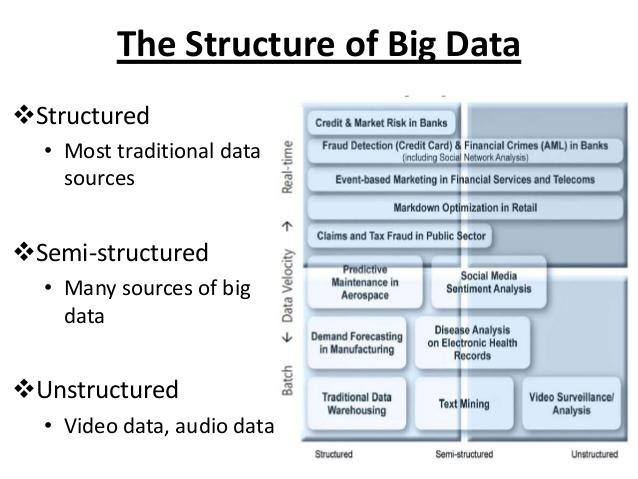 The Structure of Big Data
❖Structured
• Most traditional data
sources
❖Semi-structured
• Many sources of big
data
❖Unstructured
• Video data, audio data
Batch ← Data Velocity → Real-time
Credit & Market Risk in Banks
Fraud Detection (Credit Card) & Financial Crimes (AML) in Banks
(including Social Network Analysis)
Event-based Marketing in Financial Services and Telecoms
Markdown Optimization in Retail
Claims and Tax Fraud in Public Sector
Predictive
Maintenance in
Aerospace
Social Media
Sentiment Analysis
Demand Forecasting
in Manufacturing
Disease Analysis
on Electronic Health
Records
Traditional Data
Warehousing
Text Mining
Video Surveillance/
Analysis
Structured
Semi-structured
Unstructured